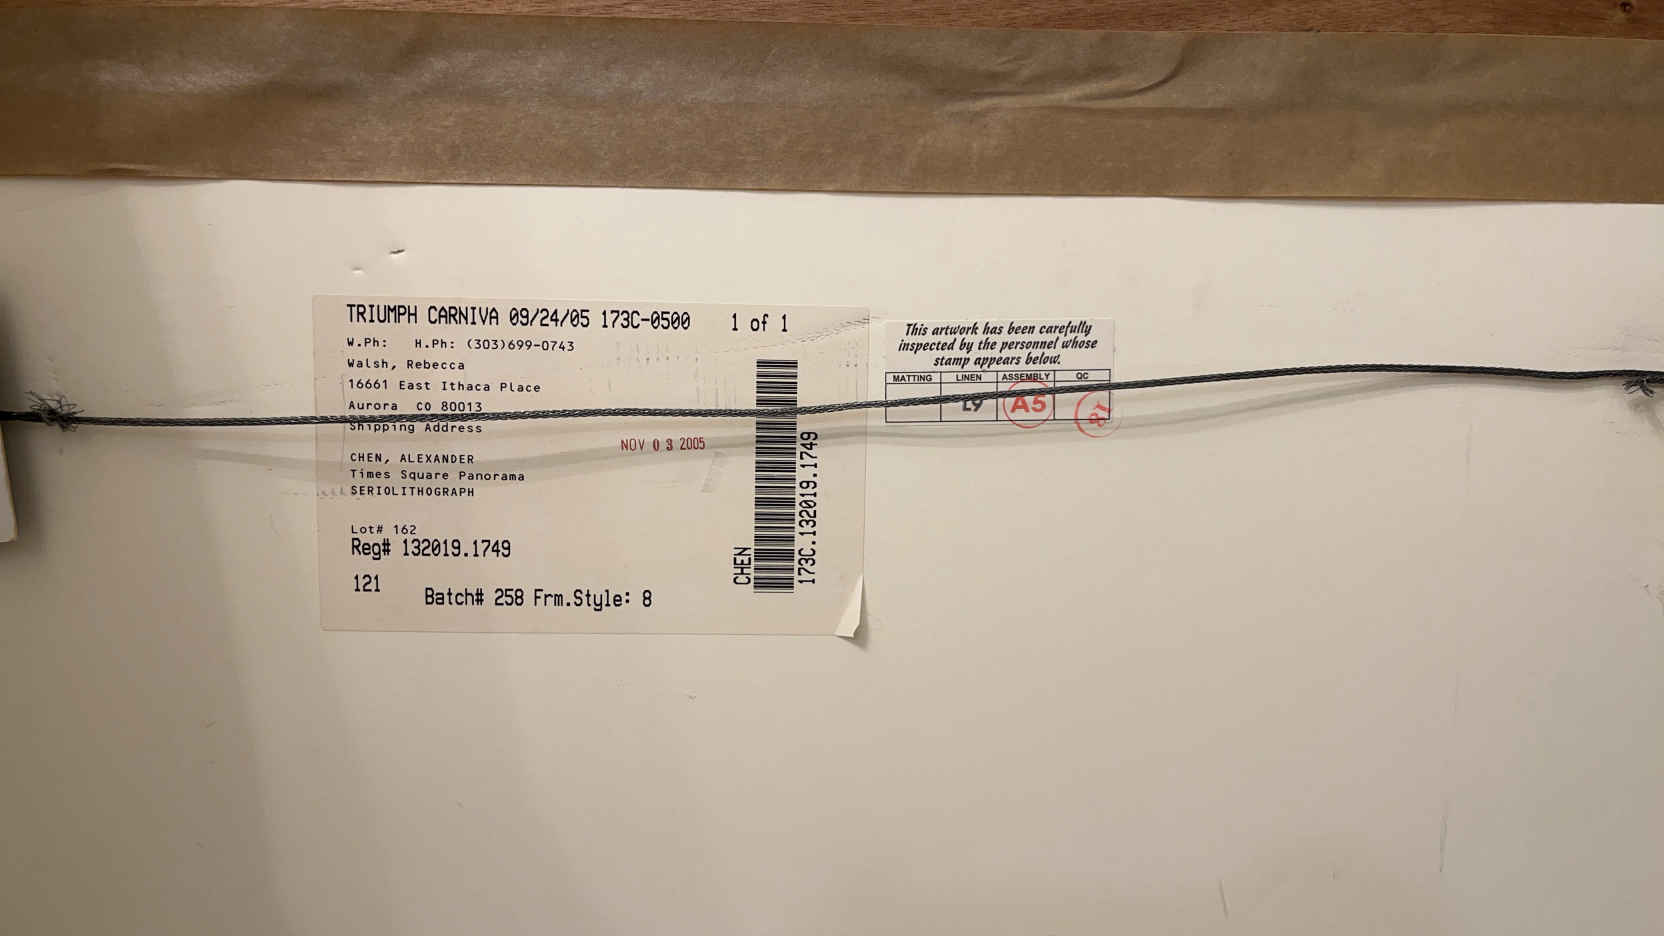 TRIUMPH CARNIVA 09/24/05 173C-0500 1 of 1
W.Ph: H.Ph: (303)699-0743
Walsh, Rebecca
16661 East Ithaca Place
Aurora CO 80013
Shipping Address
NOV 03 2005
CHEN, ALEXANDER
Times Square Panorama
SERIOLITHOGRAPH
Lot# 162
Reg# 132019.1749
121
Batch# 258 Frm.Style: 8
CHEN
173C.132019.1749
This artwork has been carefully
inspected by the personnel whose
stamp appears below.
MATTING LINEN ASSEMBLY QC
L9 A5